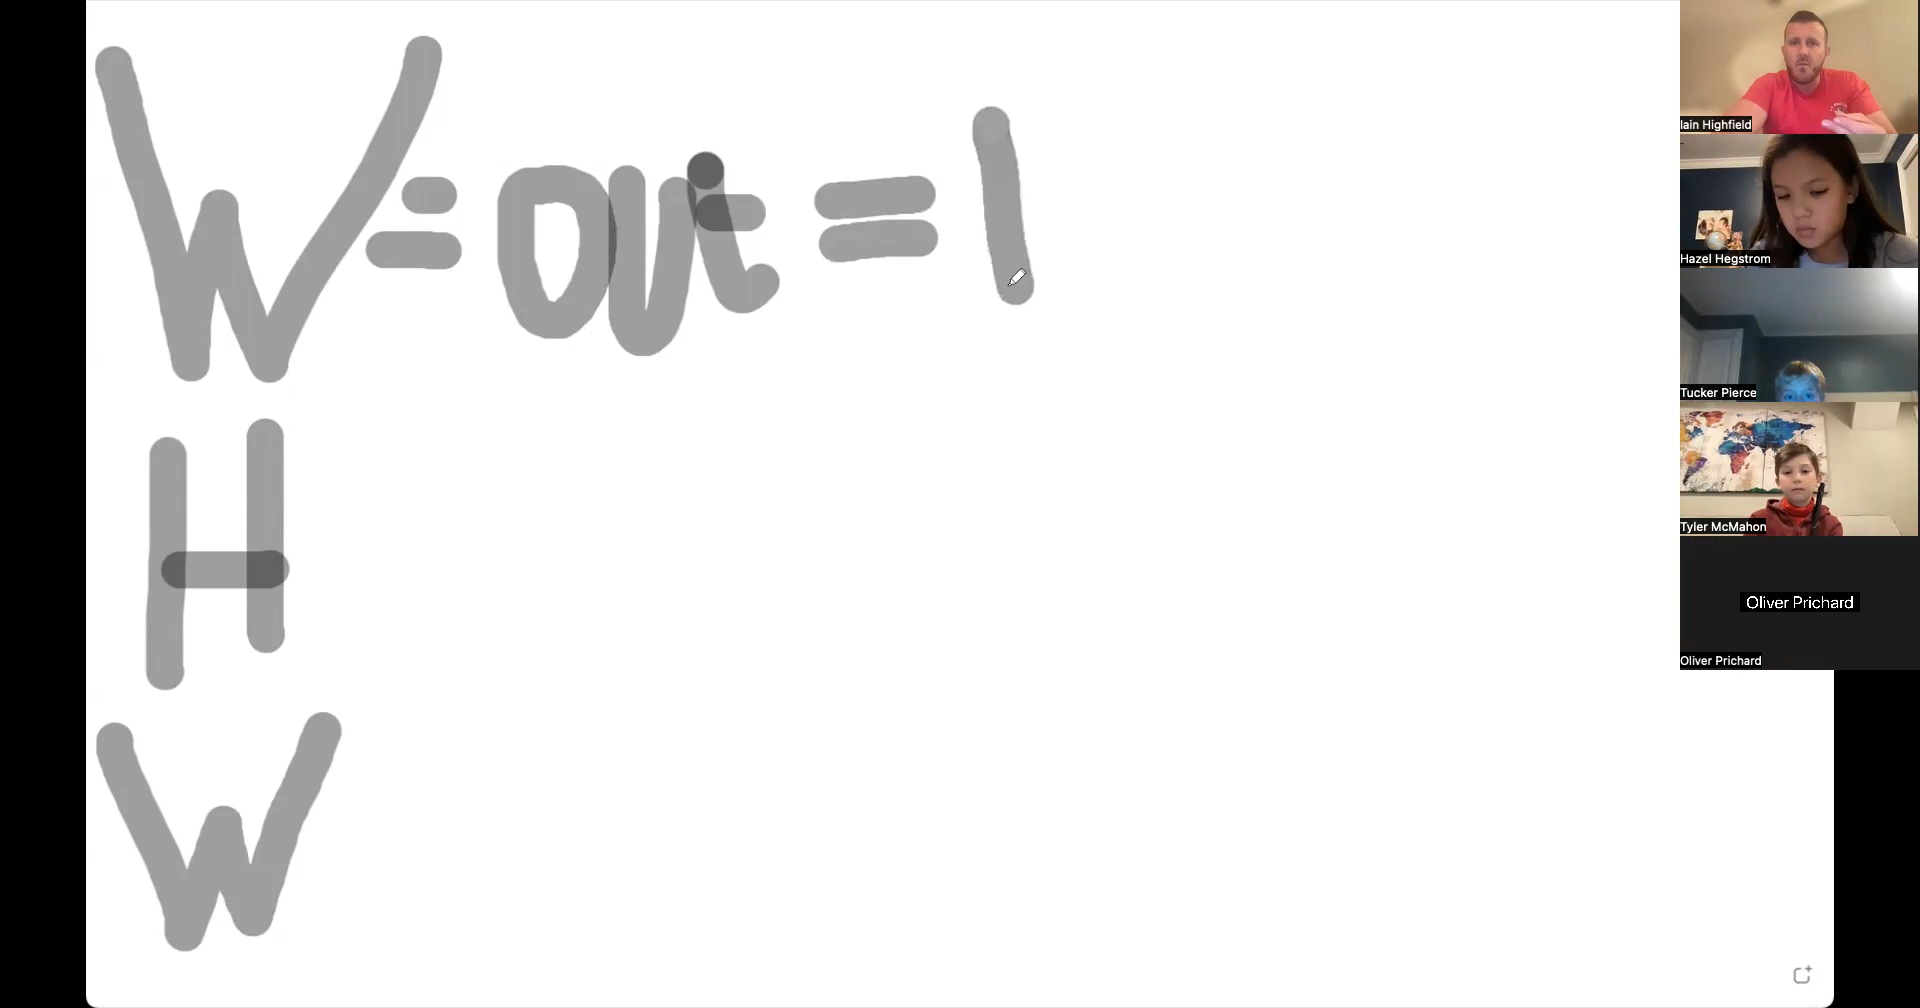 W = out = 1
H
W
Iain Highfield
Hazel Hegstrom
Tucker Pierce
Tyler McMahon
Oliver Prichard
Oliver Prichard